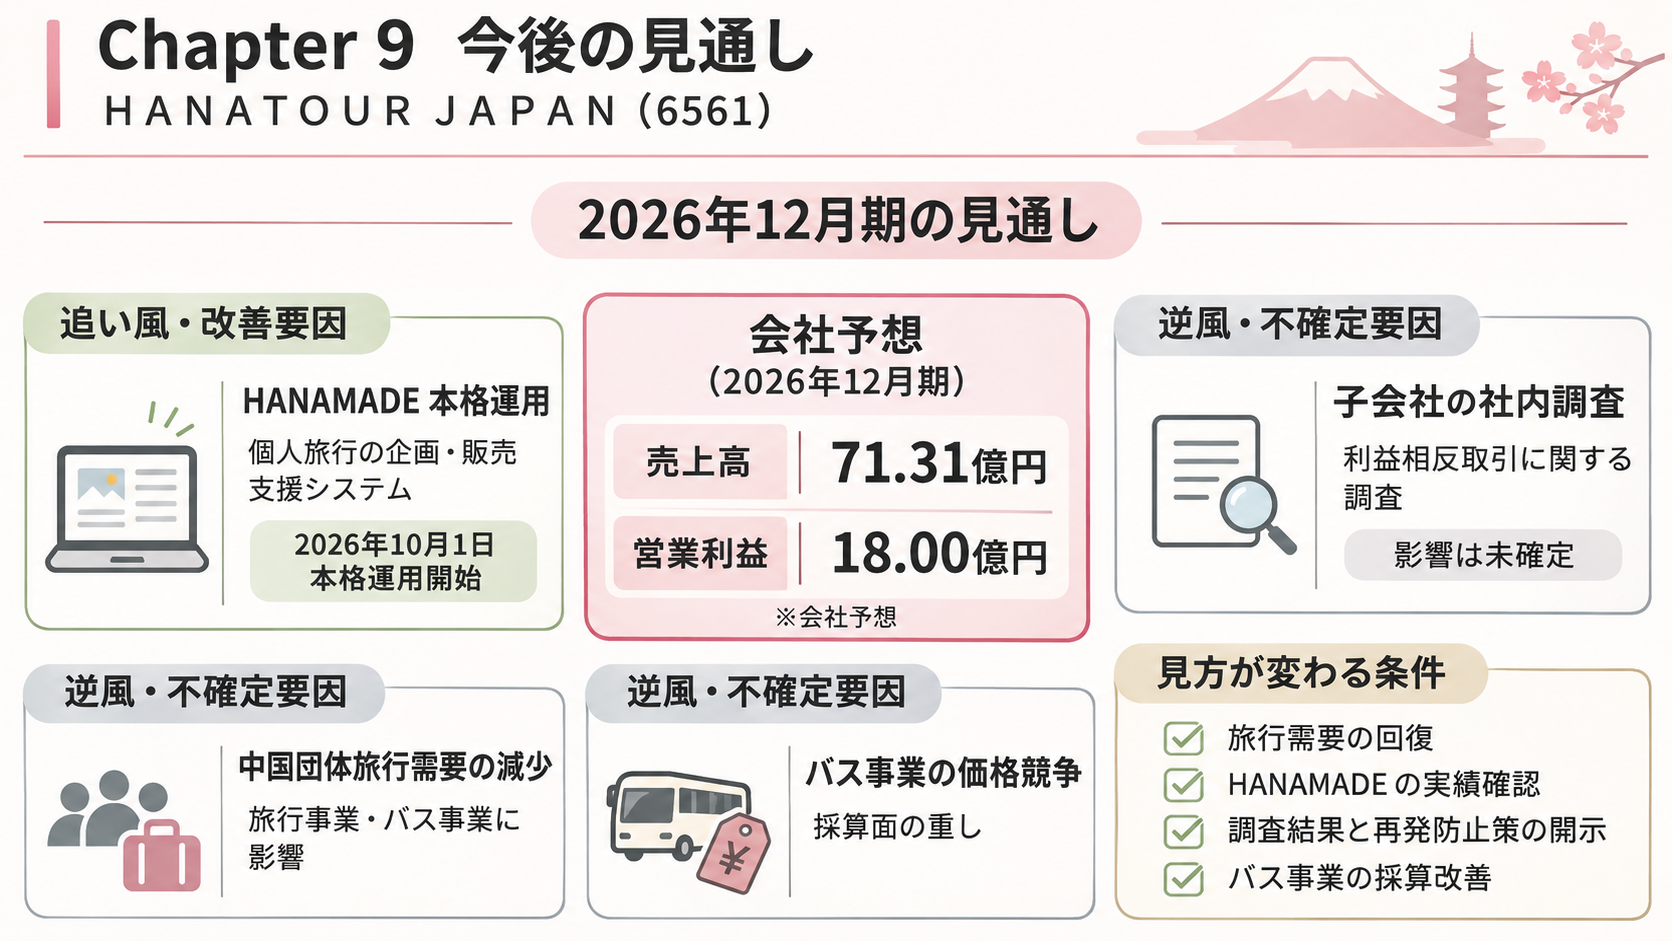 Chapter 9 今後の見通し
HANATOUR JAPAN（6561）
2026年12月期の見通し
追い風・改善要因
HANAMADE 本格運用
個人旅行の企画・販売
支援システム
2026年10月1日
本格運用開始
会社予想
（2026年12月期）
売上高 71.31億円
営業利益 18.00億円
※会社予想
逆風・不確定要因
子会社の社内調査
利益相反取引に関する
調査
影響は未確定
逆風・不確定要因
中国団体旅行需要の減少
旅行事業・バス事業に
影響
逆風・不確定要因
¥
バス事業の価格競争
採算面の重し
見方が変わる条件
旅行需要の回復
HANAMADE の実績確認
調査結果と再発防止策の開示
バス事業の採算改善